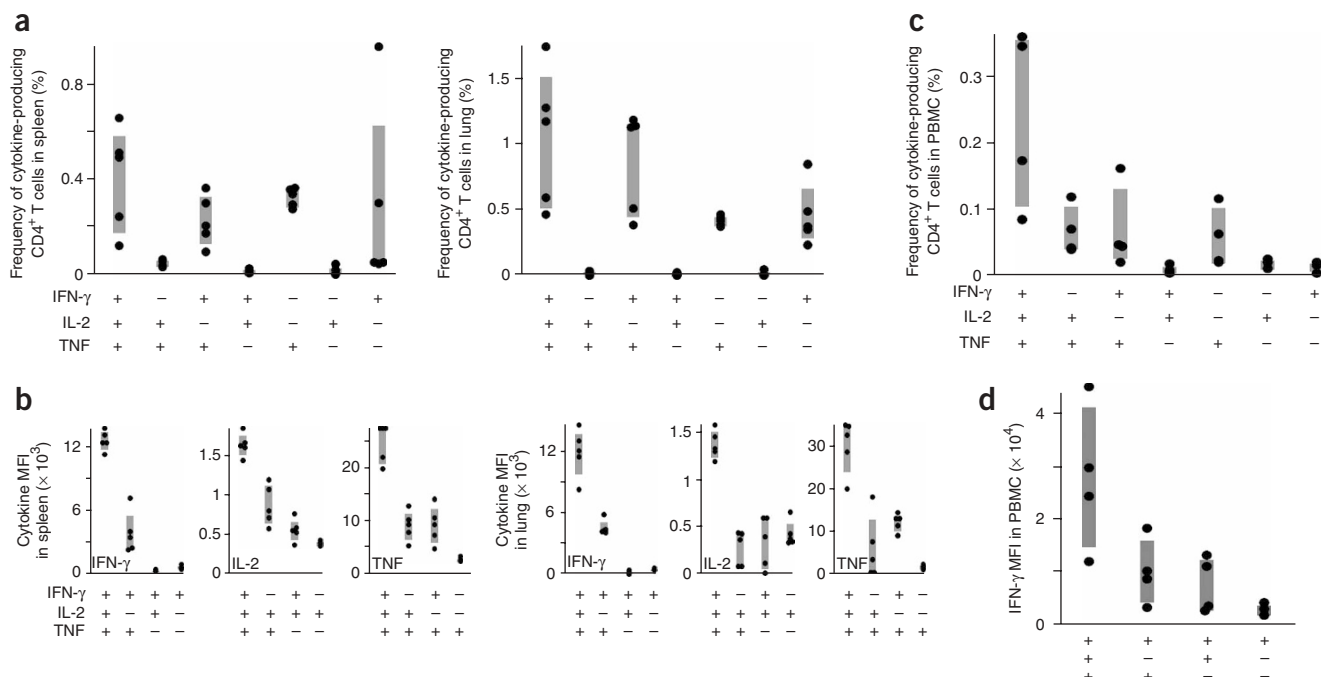 a
Frequency of cytokine-producing
CD4+ T cells in spleen (%)
0.8
0.4
0
IFN-γ + − + + − − +
IL-2 + + − + − + −
TNF + + + − + − −
Frequency of cytokine-producing
CD4+ T cells in lung (%)
1.5
1
0.5
0
+ − + + − − +
+ + − + − + −
+ + + − + − −
c
Frequency of cytokine-producing
CD4+ T cells in PBMC (%)
0.3
0.2
0.1
0
IFN-γ + − + + − − +
IL-2 + + − + − + −
TNF + + + − + − −
b
Cytokine MFI
in spleen (× 10³)
12
9
6
3
0
IFN-γ
1.5
1
0.5
0
IL-2
20
10
0
TNF
Cytokine MFI
in lung (× 10³)
12
9
6
3
0
IFN-γ
1.5
1
0.5
0
IL-2
30
20
10
0
TNF
IFN-γ + + + + + − + − + − + − + + + + + − + − + − + −
IL-2 + − + − + + + + + + − − + − + − + + + + + + − −
TNF + + − − + + − − + + + + + + − − + + − − + + + +
d
IFN-γ MFI in PBMC (× 10⁴)
4
2
0
+ + + +
+ − + −
+ + − −